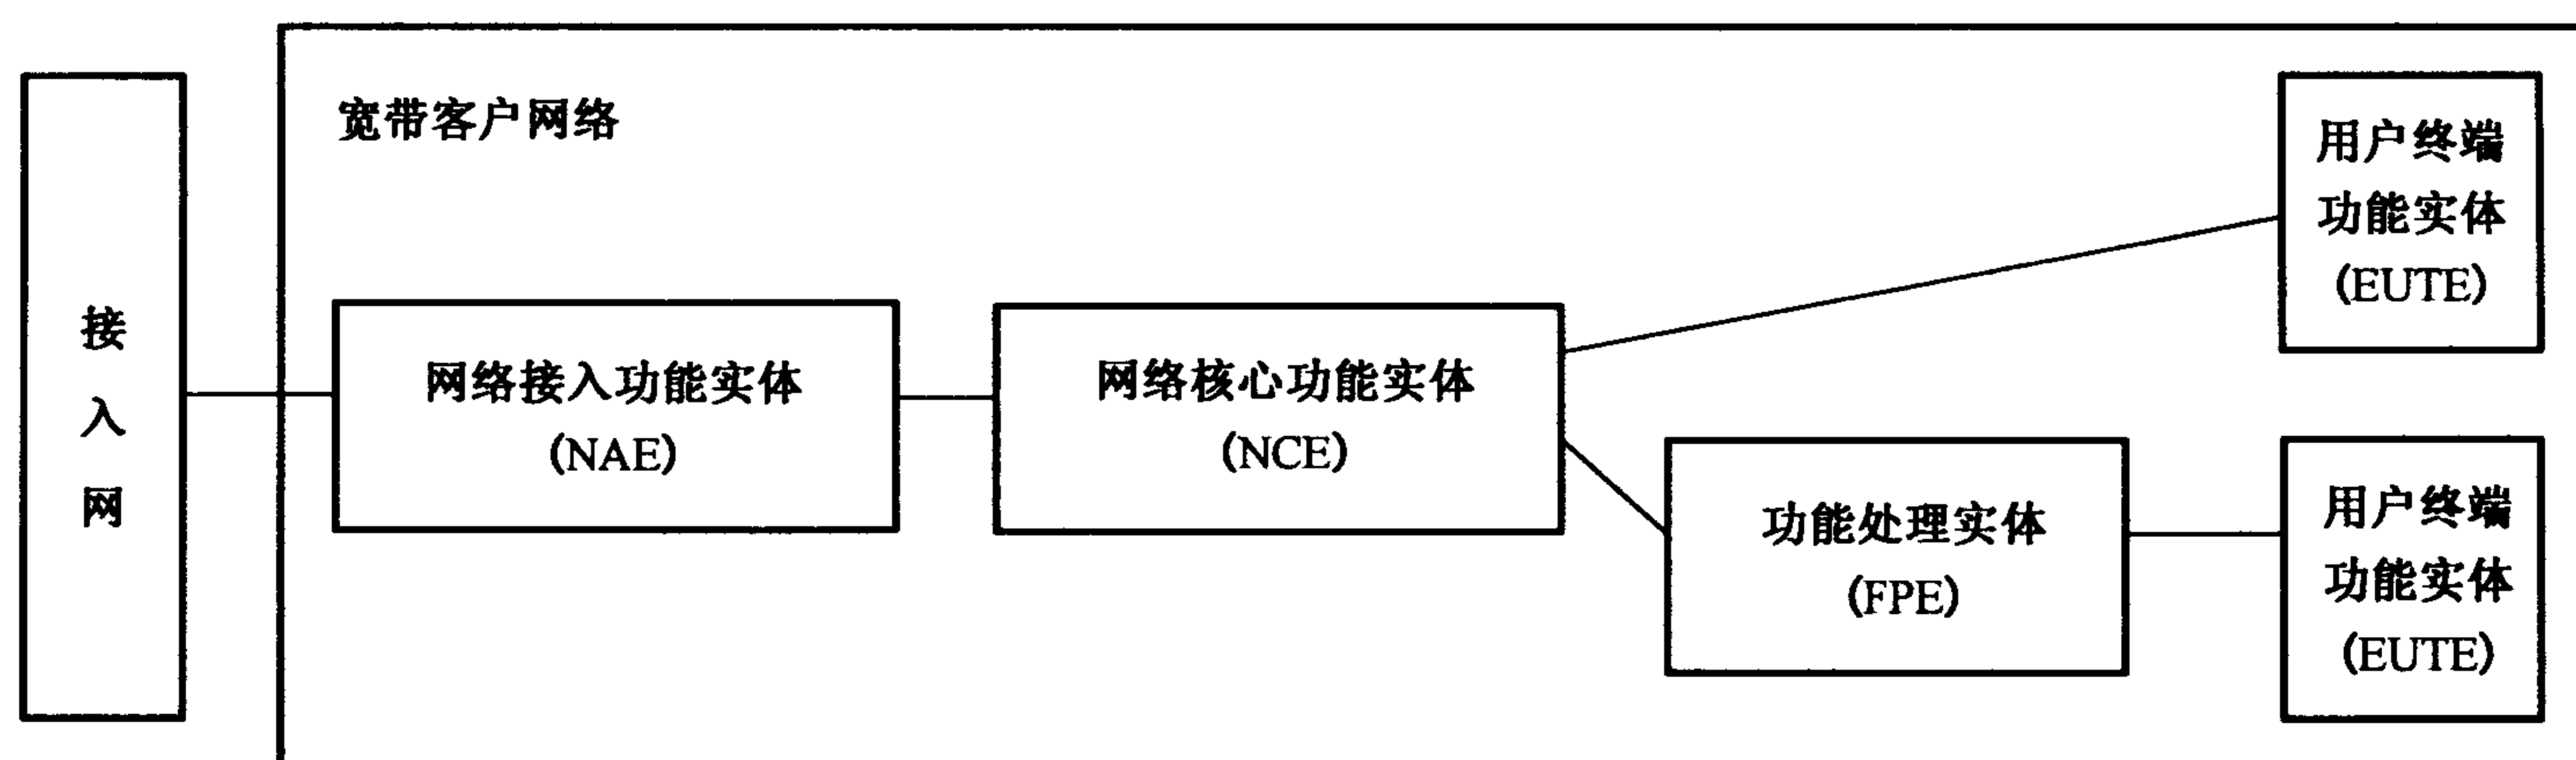 宽带客户网络
接
入
网
网络接入功能实体
(NAE)
网络核心功能实体
(NCE)
用户终端
功能实体
(EUTE)
功能处理实体
(FPE)
用户终端
功能实体
(EUTE)